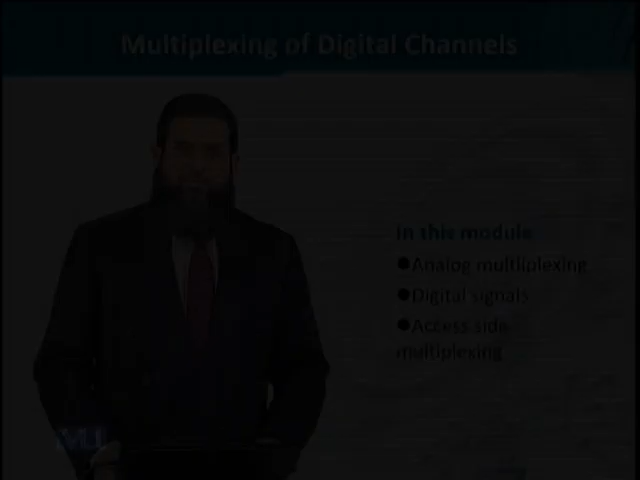 Multiplexing of Digital Channels
In this module
●Analog multiplexing
●Digital signals
●Access side
multiplexing